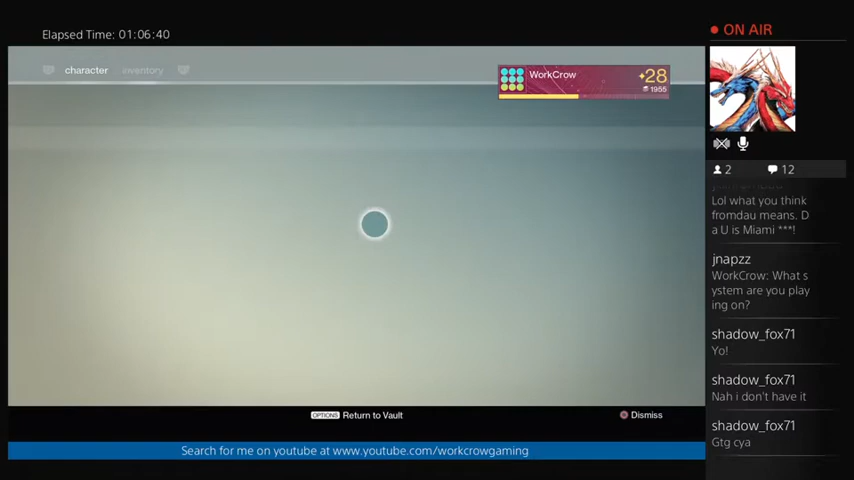 Elapsed Time: 01:06:40
ON AIR
character inventory
WorkCrow
28
1955
2
12
Lol what you think
fromdau means. D
a U is Miami ***!
jnapzz
WorkCrow: What s
ystem are you play
ing on?
shadow_fox71
Yo!
shadow_fox71
Nah i don't have it
shadow_fox71
Gtg cya
OPTIONS Return to Vault
Dismiss
Search for me on youtube at www.youtube.com/workcrowgaming